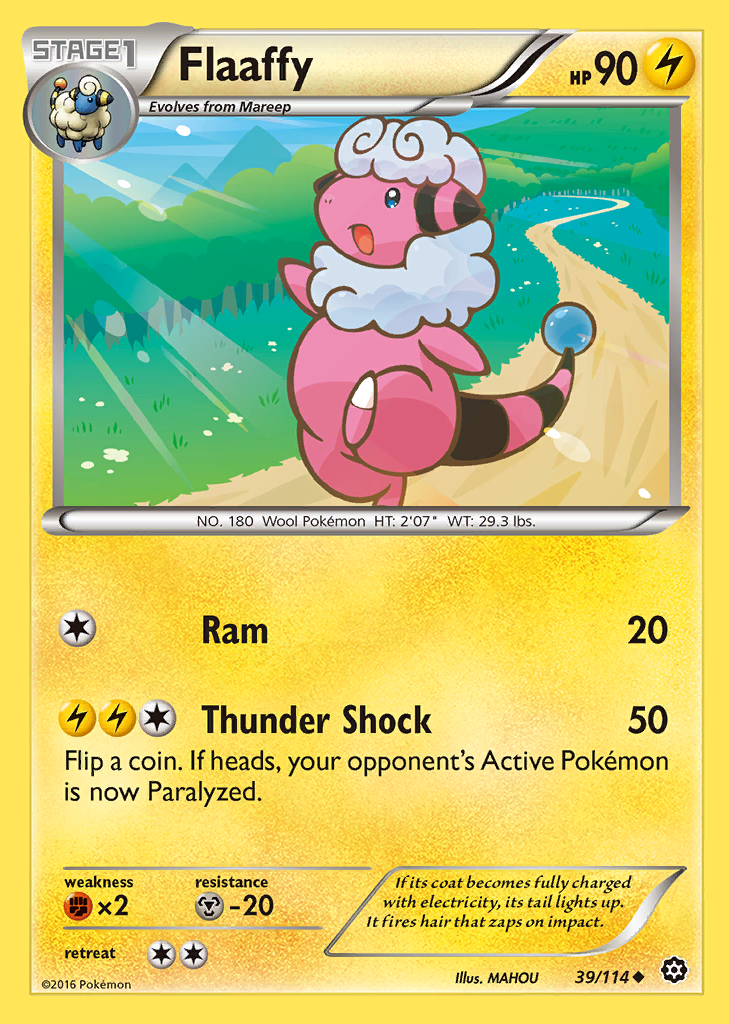 STAGE1
Flaaffy
HP 90
Evolves from Mareep
NO. 180 Wool Pokémon HT: 2'07" WT: 29.3 lbs.
Ram 20
Thunder Shock 50
Flip a coin. If heads, your opponent's Active Pokémon
is now Paralyzed.
weakness resistance
×2 -20
If its coat becomes fully charged
with electricity, its tail lights up.
It fires hair that zaps on impact.
retreat
©2016 Pokémon
Illus. MAHOU 39/114